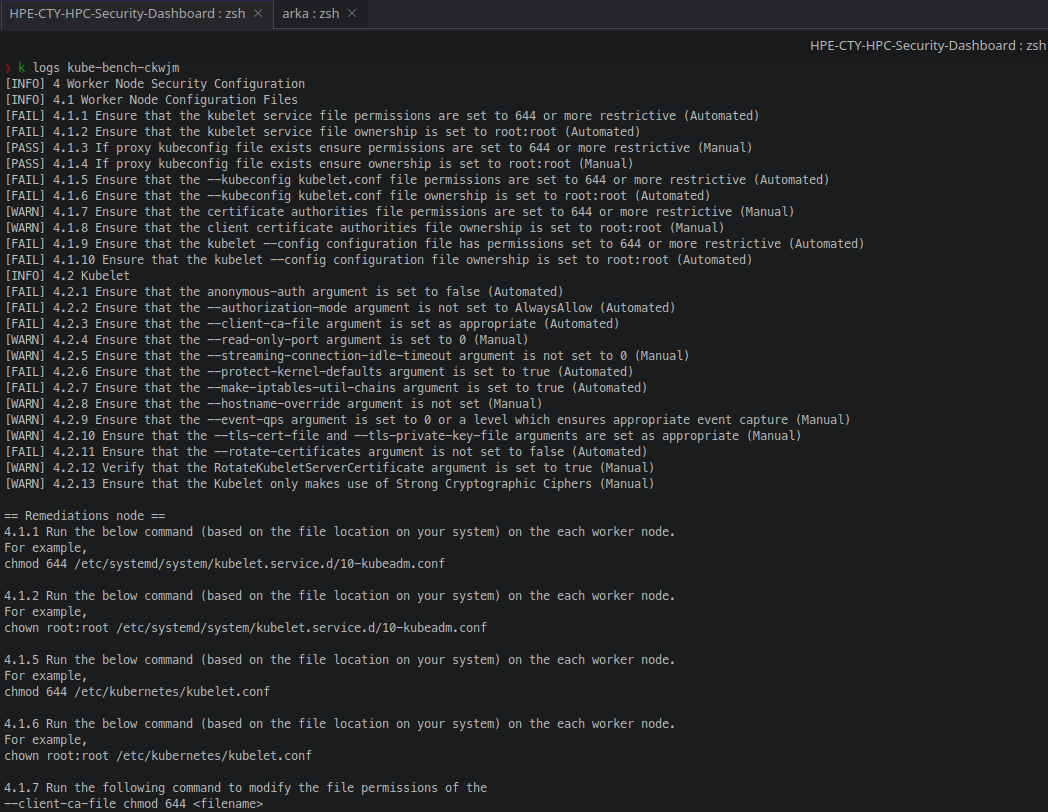 HPE-CTY-HPC-Security-Dashboard : zsh × arka : zsh ×
HPE-CTY-HPC-Security-Dashboard : zsh
❯ k logs kube-bench-ckwjm
[INFO] 4 Worker Node Security Configuration
[INFO] 4.1 Worker Node Configuration Files
[FAIL] 4.1.1 Ensure that the kubelet service file permissions are set to 644 or more restrictive (Automated)
[FAIL] 4.1.2 Ensure that the kubelet service file ownership is set to root:root (Automated)
[PASS] 4.1.3 If proxy kubeconfig file exists ensure permissions are set to 644 or more restrictive (Manual)
[PASS] 4.1.4 If proxy kubeconfig file exists ensure ownership is set to root:root (Manual)
[FAIL] 4.1.5 Ensure that the --kubeconfig kubelet.conf file permissions are set to 644 or more restrictive (Automated)
[FAIL] 4.1.6 Ensure that the --kubeconfig kubelet.conf file ownership is set to root:root (Automated)
[WARN] 4.1.7 Ensure that the certificate authorities file permissions are set to 644 or more restrictive (Manual)
[WARN] 4.1.8 Ensure that the client certificate authorities file ownership is set to root:root (Manual)
[FAIL] 4.1.9 Ensure that the kubelet --config configuration file has permissions set to 644 or more restrictive (Automated)
[FAIL] 4.1.10 Ensure that the kubelet --config configuration file ownership is set to root:root (Automated)
[INFO] 4.2 Kubelet
[FAIL] 4.2.1 Ensure that the anonymous-auth argument is set to false (Automated)
[FAIL] 4.2.2 Ensure that the --authorization-mode argument is not set to AlwaysAllow (Automated)
[FAIL] 4.2.3 Ensure that the --client-ca-file argument is set as appropriate (Automated)
[WARN] 4.2.4 Ensure that the --read-only-port argument is set to 0 (Manual)
[WARN] 4.2.5 Ensure that the --streaming-connection-idle-timeout argument is not set to 0 (Manual)
[FAIL] 4.2.6 Ensure that the --protect-kernel-defaults argument is set to true (Automated)
[FAIL] 4.2.7 Ensure that the --make-iptables-util-chains argument is set to true (Automated)
[WARN] 4.2.8 Ensure that the --hostname-override argument is not set (Manual)
[WARN] 4.2.9 Ensure that the --event-qps argument is set to 0 or a level which ensures appropriate event capture (Manual)
[WARN] 4.2.10 Ensure that the --tls-cert-file and --tls-private-key-file arguments are set as appropriate (Manual)
[FAIL] 4.2.11 Ensure that the --rotate-certificates argument is not set to false (Automated)
[WARN] 4.2.12 Verify that the RotateKubeletServerCertificate argument is set to true (Manual)
[WARN] 4.2.13 Ensure that the Kubelet only makes use of Strong Cryptographic Ciphers (Manual)
== Remediations node ==
4.1.1 Run the below command (based on the file location on your system) on the each worker node.
For example,
chmod 644 /etc/systemd/system/kubelet.service.d/10-kubeadm.conf
4.1.2 Run the below command (based on the file location on your system) on the each worker node.
For example,
chown root:root /etc/systemd/system/kubelet.service.d/10-kubeadm.conf
4.1.5 Run the below command (based on the file location on your system) on the each worker node.
For example,
chmod 644 /etc/kubernetes/kubelet.conf
4.1.6 Run the below command (based on the file location on your system) on the each worker node.
For example,
chown root:root /etc/kubernetes/kubelet.conf
4.1.7 Run the following command to modify the file permissions of the
--client-ca-file chmod 644 <filename>